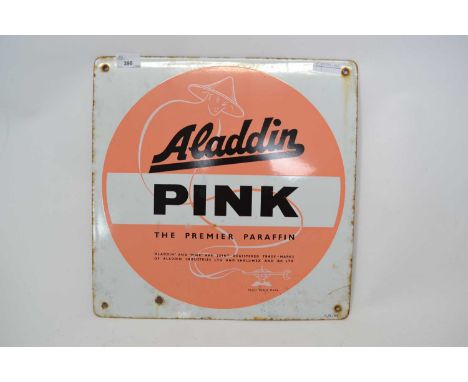 360
Aladdin
PINK
THE PREMIER PARAFFIN
ALADDIN AND PINK ARE JOINT REGISTERED TRADE-MARKS
OF ALADDIN INDUSTRIES LTD AND SHELL-MEX AND BP LTD